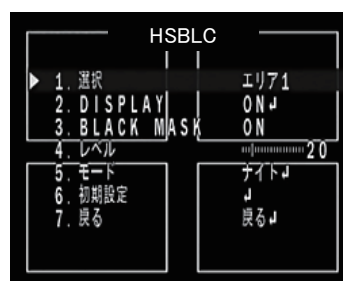 HSBLC
1. 選択 エリア1
2. DISPLAY ON↲
3. BLACK MASK ON
4. レベル 20
5. モード ナイト↲
6. 初期設定 ↲
7. 戻る 戻る↲